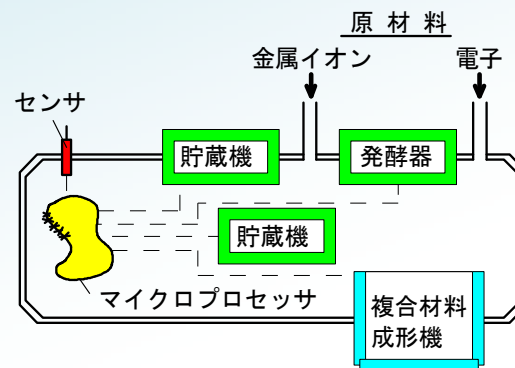 原材料
金属イオン
電子
センサ
貯蔵機
発酵器
貯蔵機
マイクロプロセッサ
複合材料
成形機